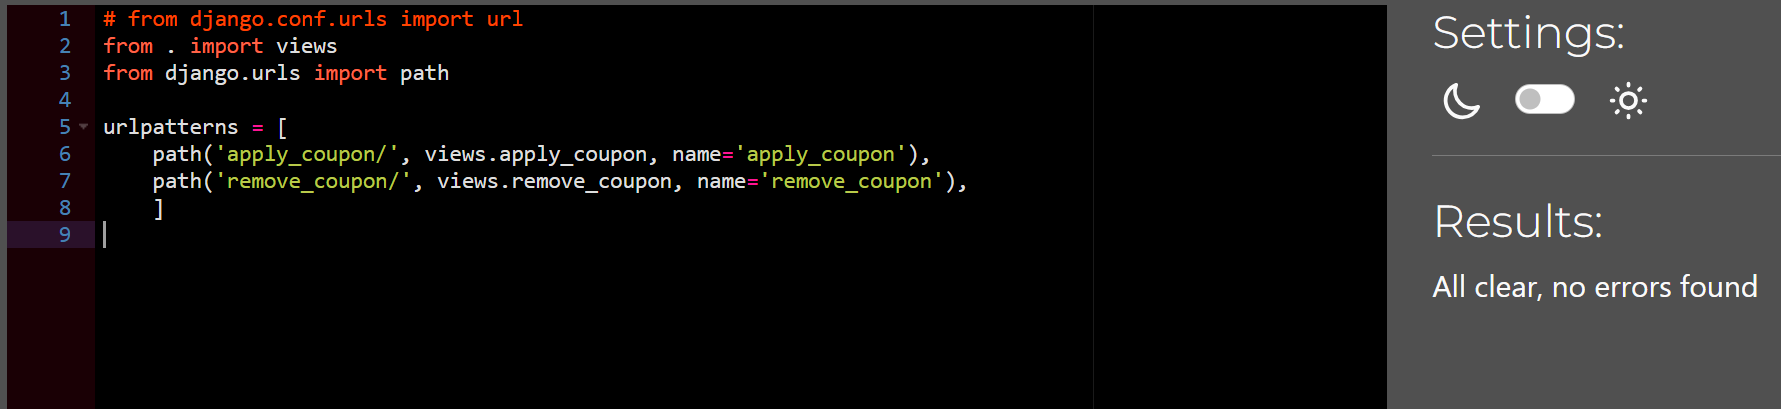 1 # from django.conf.urls import url
2 from . import views
3 from django.urls import path
4
5 urlpatterns = [
6     path('apply_coupon/', views.apply_coupon, name='apply_coupon'),
7     path('remove_coupon/', views.remove_coupon, name='remove_coupon'),
8     ]
9
Settings:
Results:
All clear, no errors found